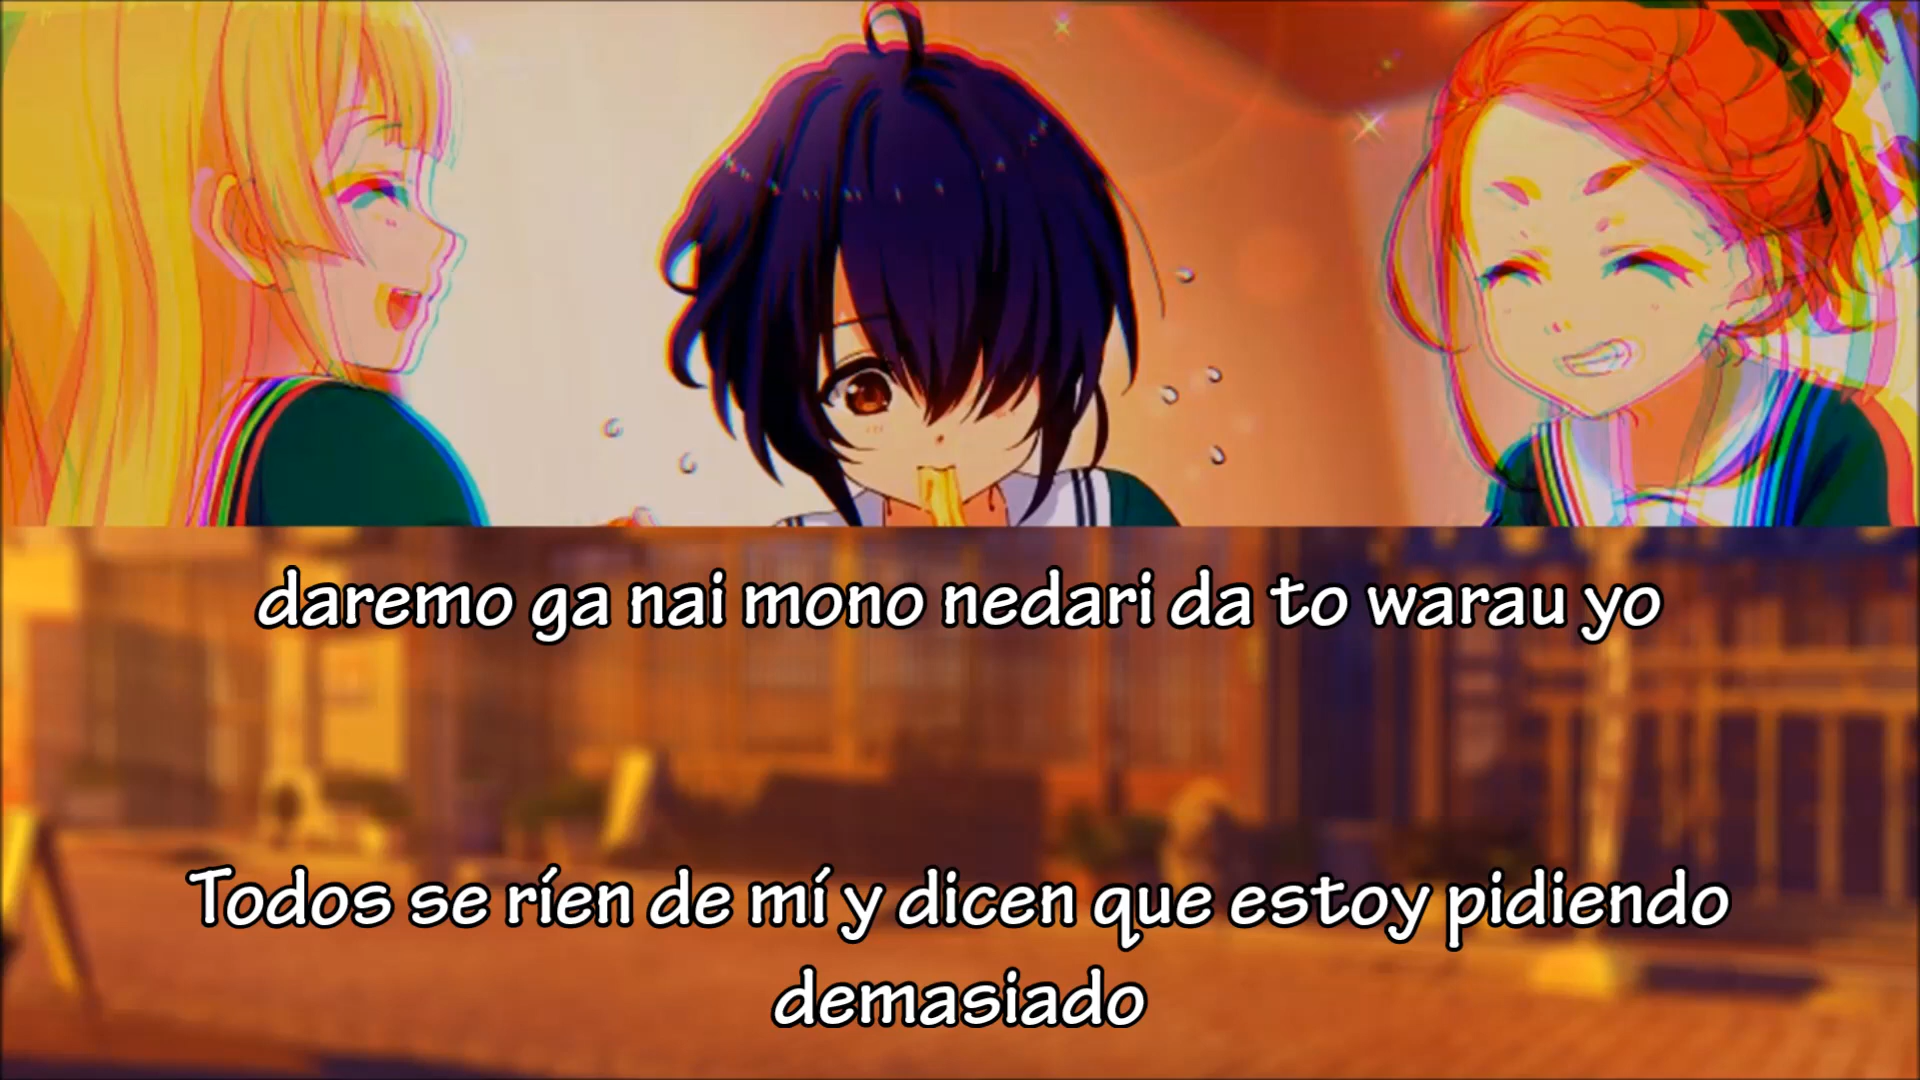 daremo ga nai mono nedari da to warau yo
Todos se ríen de mí y dicen que estoy pidiendo
demasiado